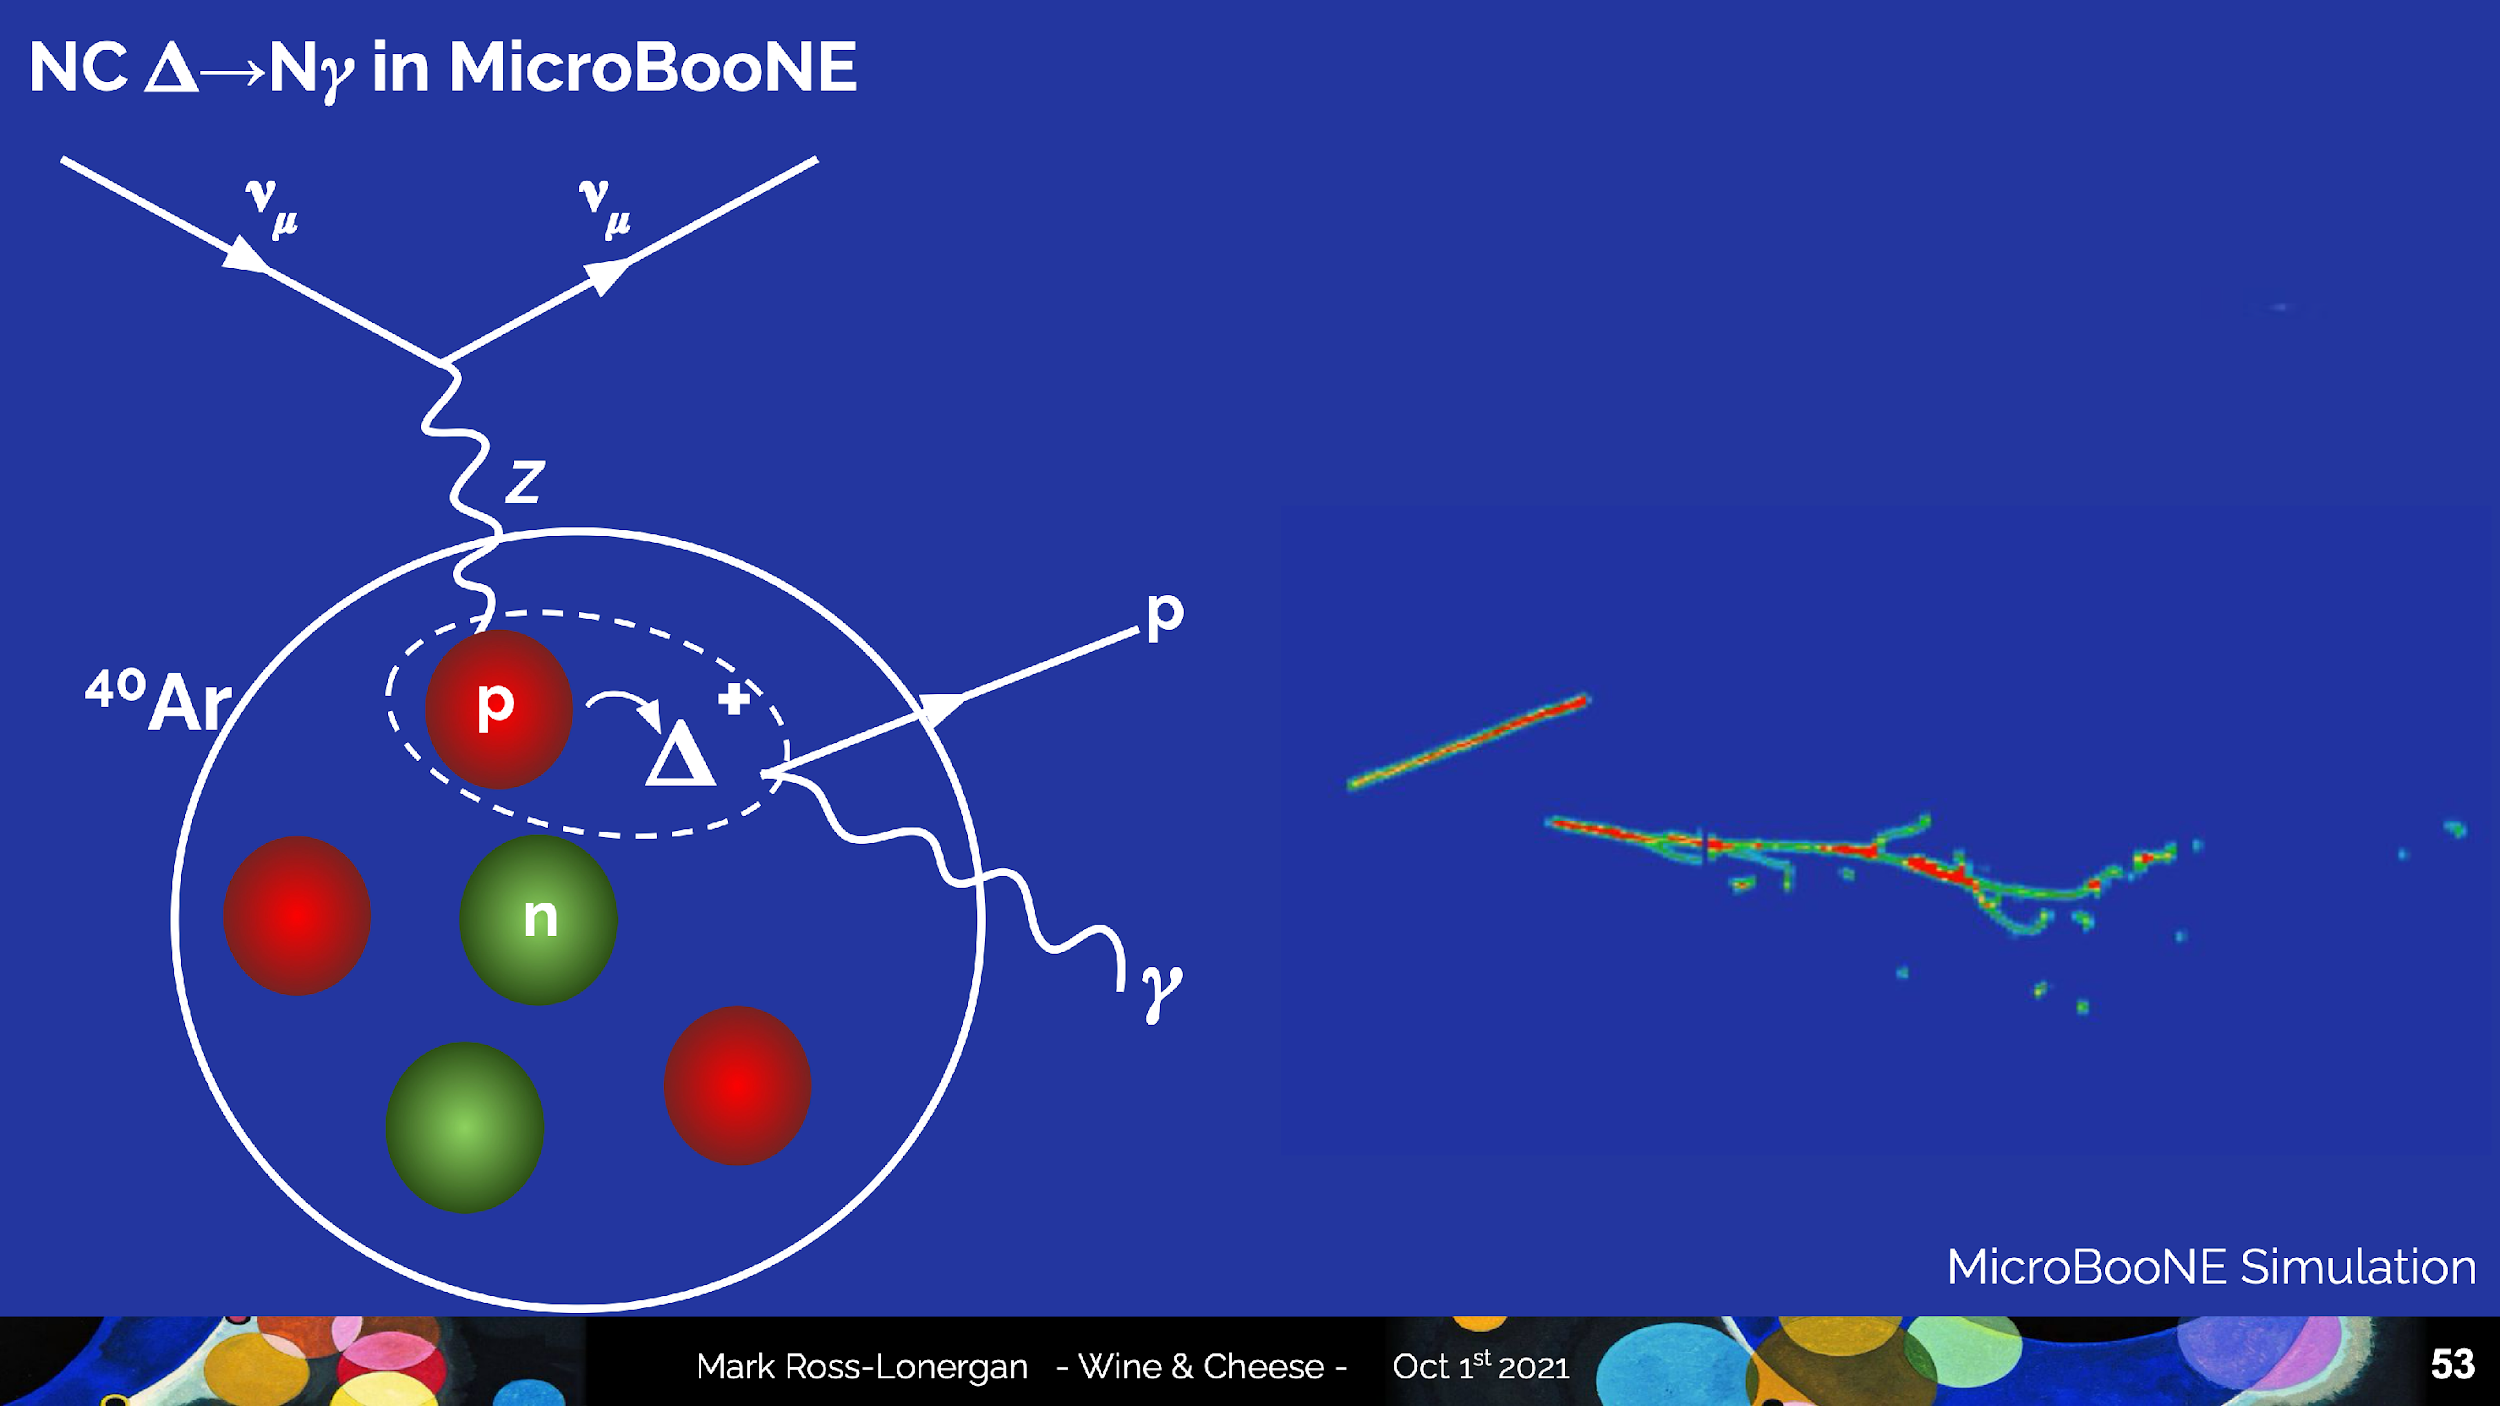 NC Δ→Nγ in MicroBooNE
νμ
νμ
Z
p
⁴⁰Ar
p
+
Δ
n
γ
MicroBooNE Simulation
Mark Ross-Lonergan - Wine & Cheese - Oct 1st 2021
53